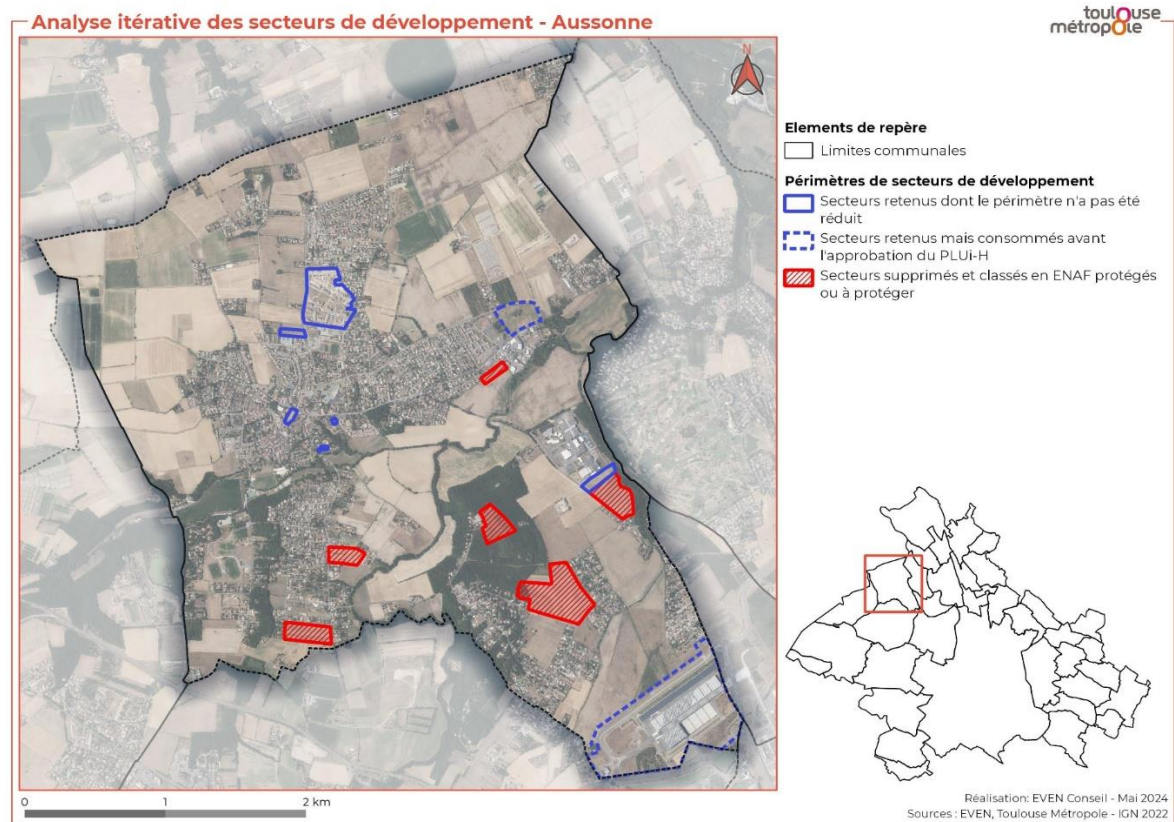 Analyse itérative des secteurs de développement - Aussonne
toulouse
métropole
N
Elements de repère
Limites communales
Périmètres de secteurs de développement
Secteurs retenus dont le périmètre n'a pas été
réduit
Secteurs retenus mais consommés avant
l'approbation du PLUi-H
Secteurs supprimés et classés en ENAF protégés
ou à protéger
0 1 2 km
Réalisation: EVEN Conseil - Mai 2024
Sources : EVEN, Toulouse Métropole - IGN 2022